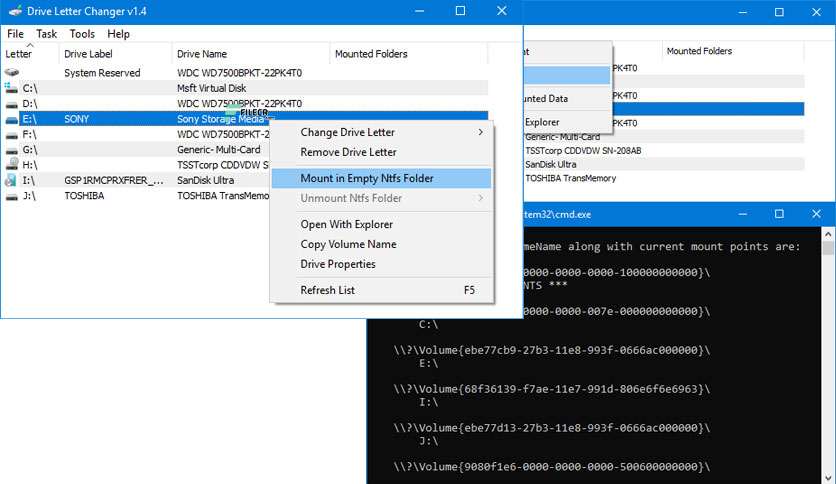 Drive Letter Changer v1.4
File Task Tools Help
Letter Drive Label Drive Name Mounted Folders
System Reserved WDC WD7500BPKT-22PK4T0
C:\ Msft Virtual Disk
D:\ WDC WD7500BPKT-22PK4T0
E:\ SONY Sony Storage Media
FILECR
F:\ WDC WD7500BPKT-2
G:\ Generic- Multi-Card
H:\ TSSTcorp CDDVDW SN
I:\ GSP1RMCPRXFRER_... SanDisk Ultra
J:\ TOSHIBA TOSHIBA TransMemo
Change Drive Letter
Remove Drive Letter
Mount in Empty Ntfs Folder
Unmount Ntfs Folder
Open With Explorer
Copy Volume Name
Drive Properties
Refresh List F5
Mounted Folders
nt
PK4T0
PK4T0
unted Data
Explorer
PK4T0
Generic- Multi-Card
TSSTcorp CDDVDW SN-208AB
SanDisk Ultra
TOSHIBA TransMemory
tem32\cmd.exe
meName along with current mount points are:
0000-0000-0000-100000000000}\
NTS ***
0000-0000-007e-000000000000}\
C:\
\\?\Volume{ebe77cb9-27b3-11e8-993f-0666ac000000}\
E:\
\\?\Volume{68f36139-f7ae-11e7-991d-806e6f6e6963}\
I:\
\\?\Volume{ebe77d13-27b3-11e8-993f-0666ac000000}\
J:\
\\?\Volume{9080f1e6-0000-0000-0000-500600000000}\